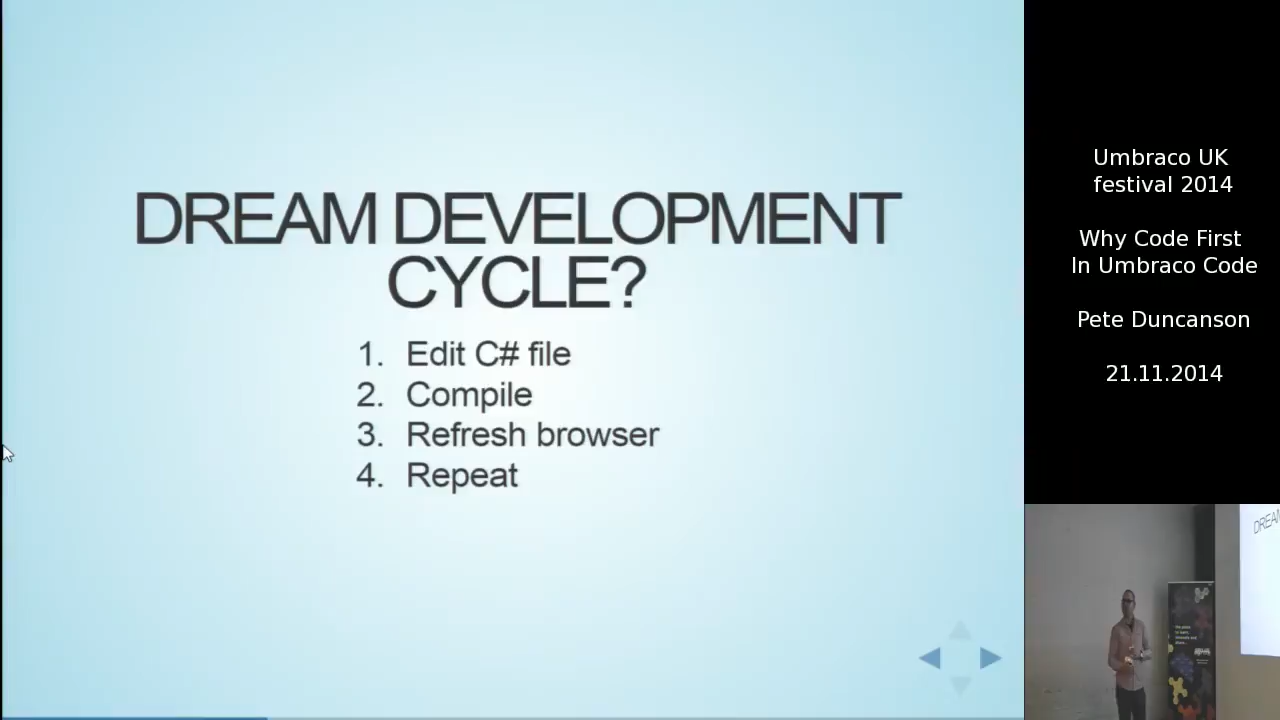 DREAM DEVELOPMENT
CYCLE?
1. Edit C# file
2. Compile
3. Refresh browser
4. Repeat
Umbraco UK
festival 2014
Why Code First
In Umbraco Code
Pete Duncanson
21.11.2014
DREAM